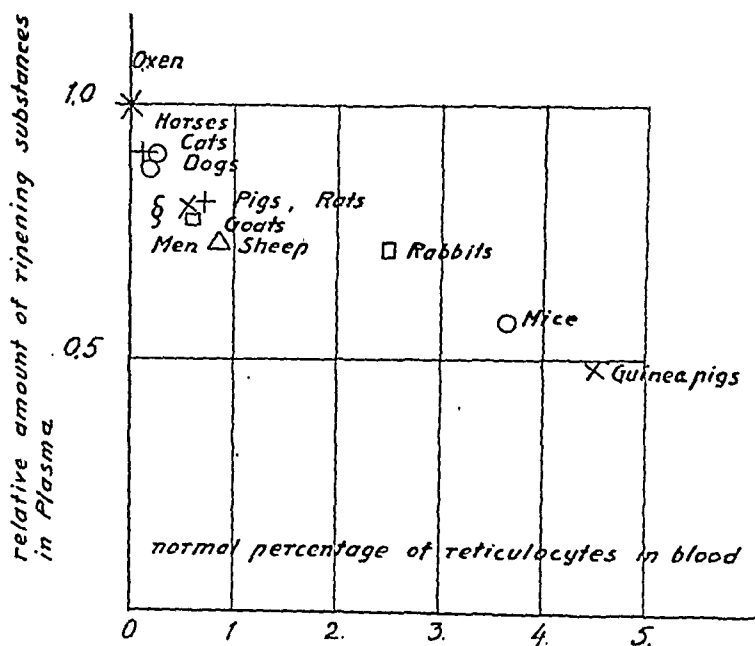 relative amount of ripening substances
in Plasma
Oxen
1,0
Horses
Cats
Dogs
§
§
Pigs, Rats
Goats
Men
Sheep
Rabbits
Mice
0,5
Guinea pigs
normal percentage of reticulocytes in blood
0
1
2.
3.
4.
5.